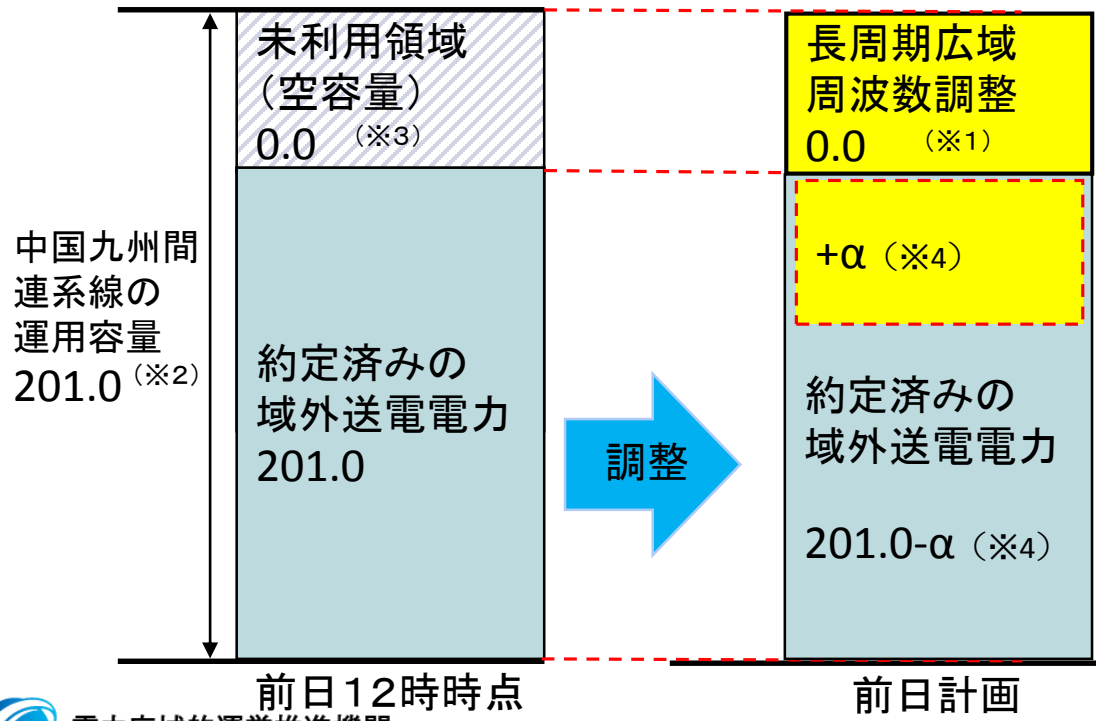 未利用領域
(空容量)
0.0 (※3)
中国九州間
連系線の
運用容量
201.0(※2)
約定済みの
域外送電電力
201.0
前日12時時点
調整
長周期広域
周波数調整
0.0 (※1)
+α(※4)
約定済みの
域外送電電力
201.0-α(※4)
前日計画